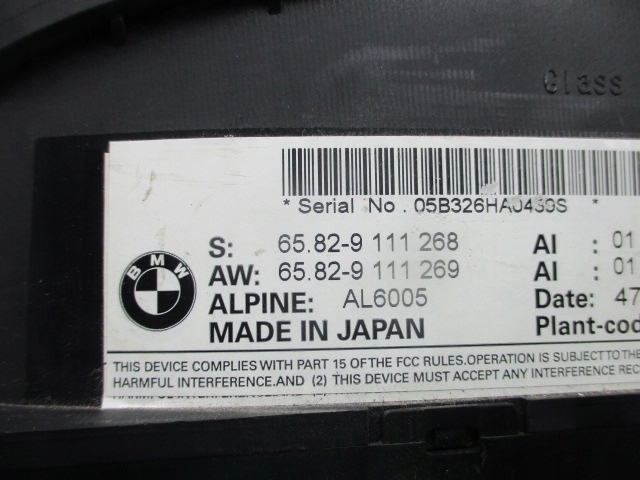 Class
* Serial No . 05B326HA0439S *
BMW
S: 65.82-9 111 268 AI : 01
AW: 65.82-9 111 269 AI : 01
ALPINE: AL6005 Date: 47
MADE IN JAPAN Plant-cod
THIS DEVICE COMPLIES WITH PART 15 OF THE FCC RULES.OPERATION IS SUBJECT TO THE
HARMFUL INTERFERENCE.AND (2) THIS DEVICE MUST ACCEPT ANY INTERFERENCE REC